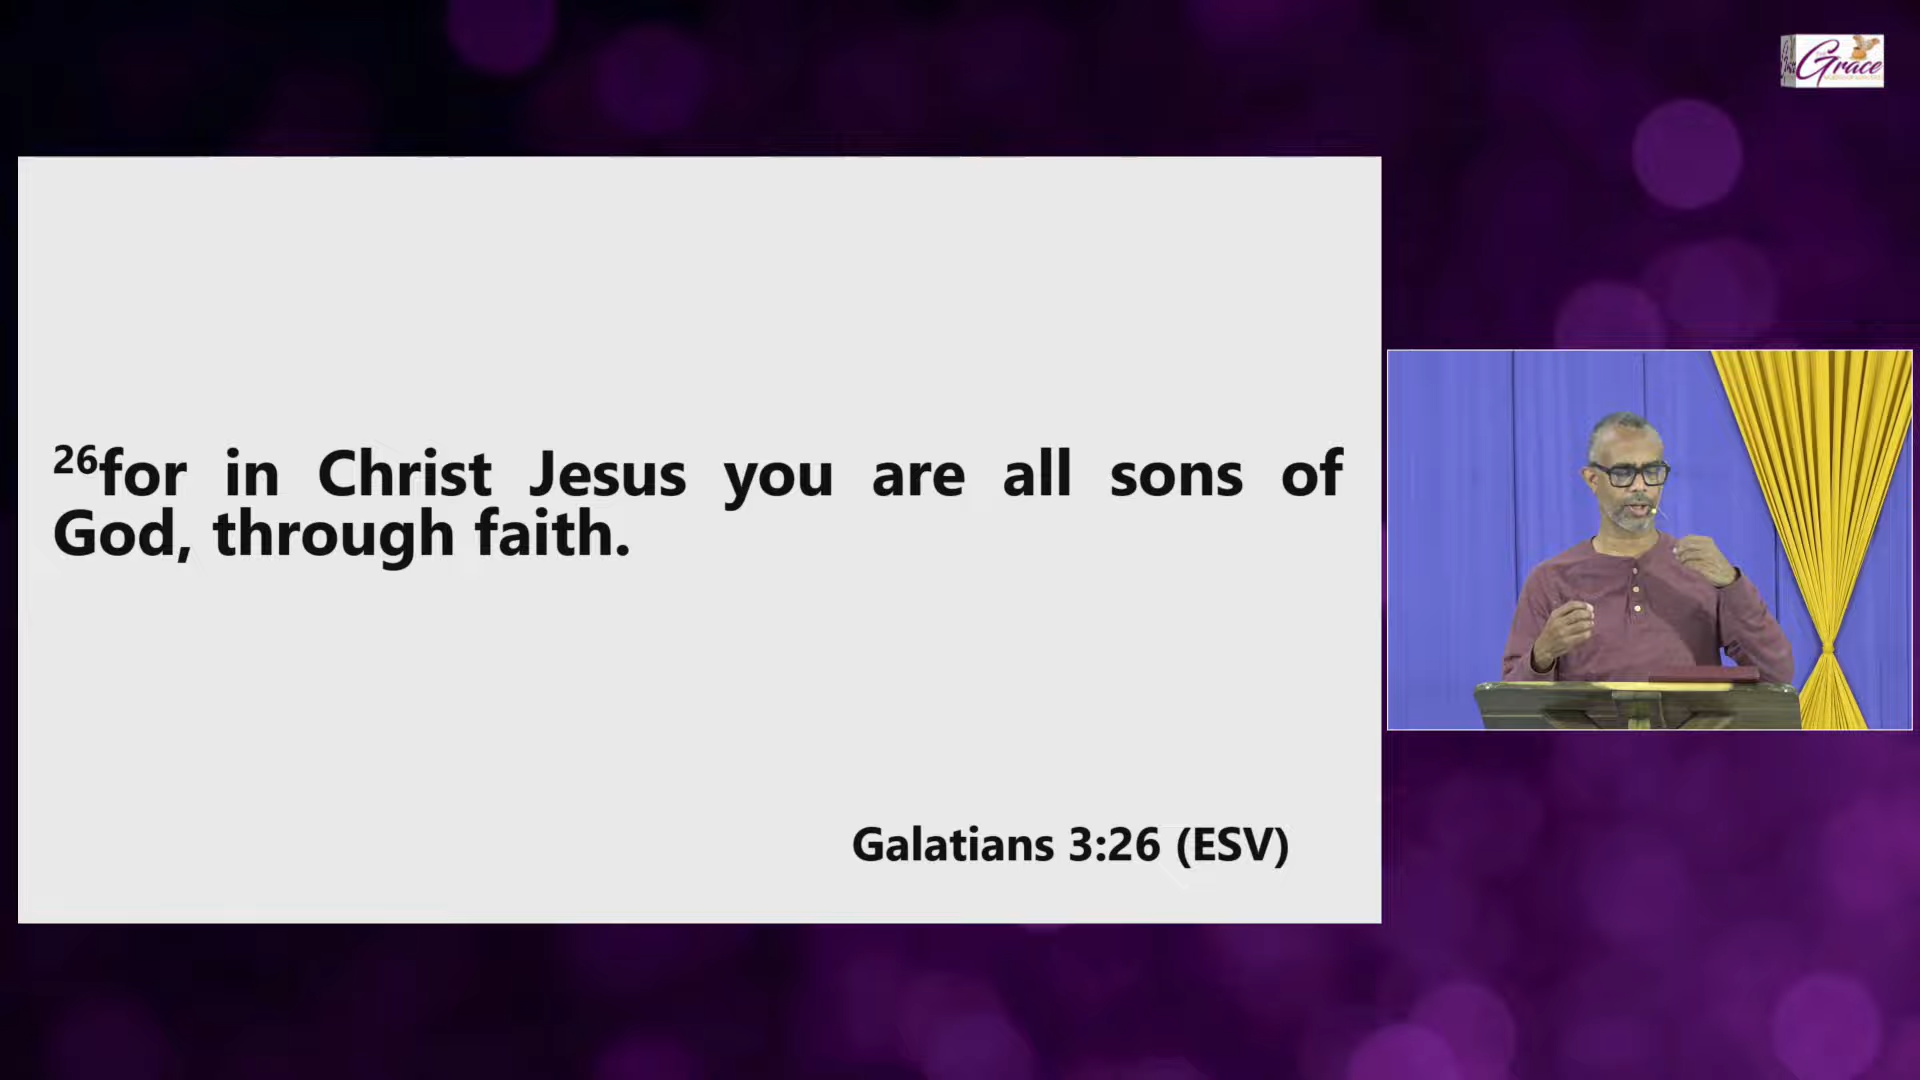 Grace
²⁶for in Christ Jesus you are all sons of
God, through faith.
Galatians 3:26 (ESV)